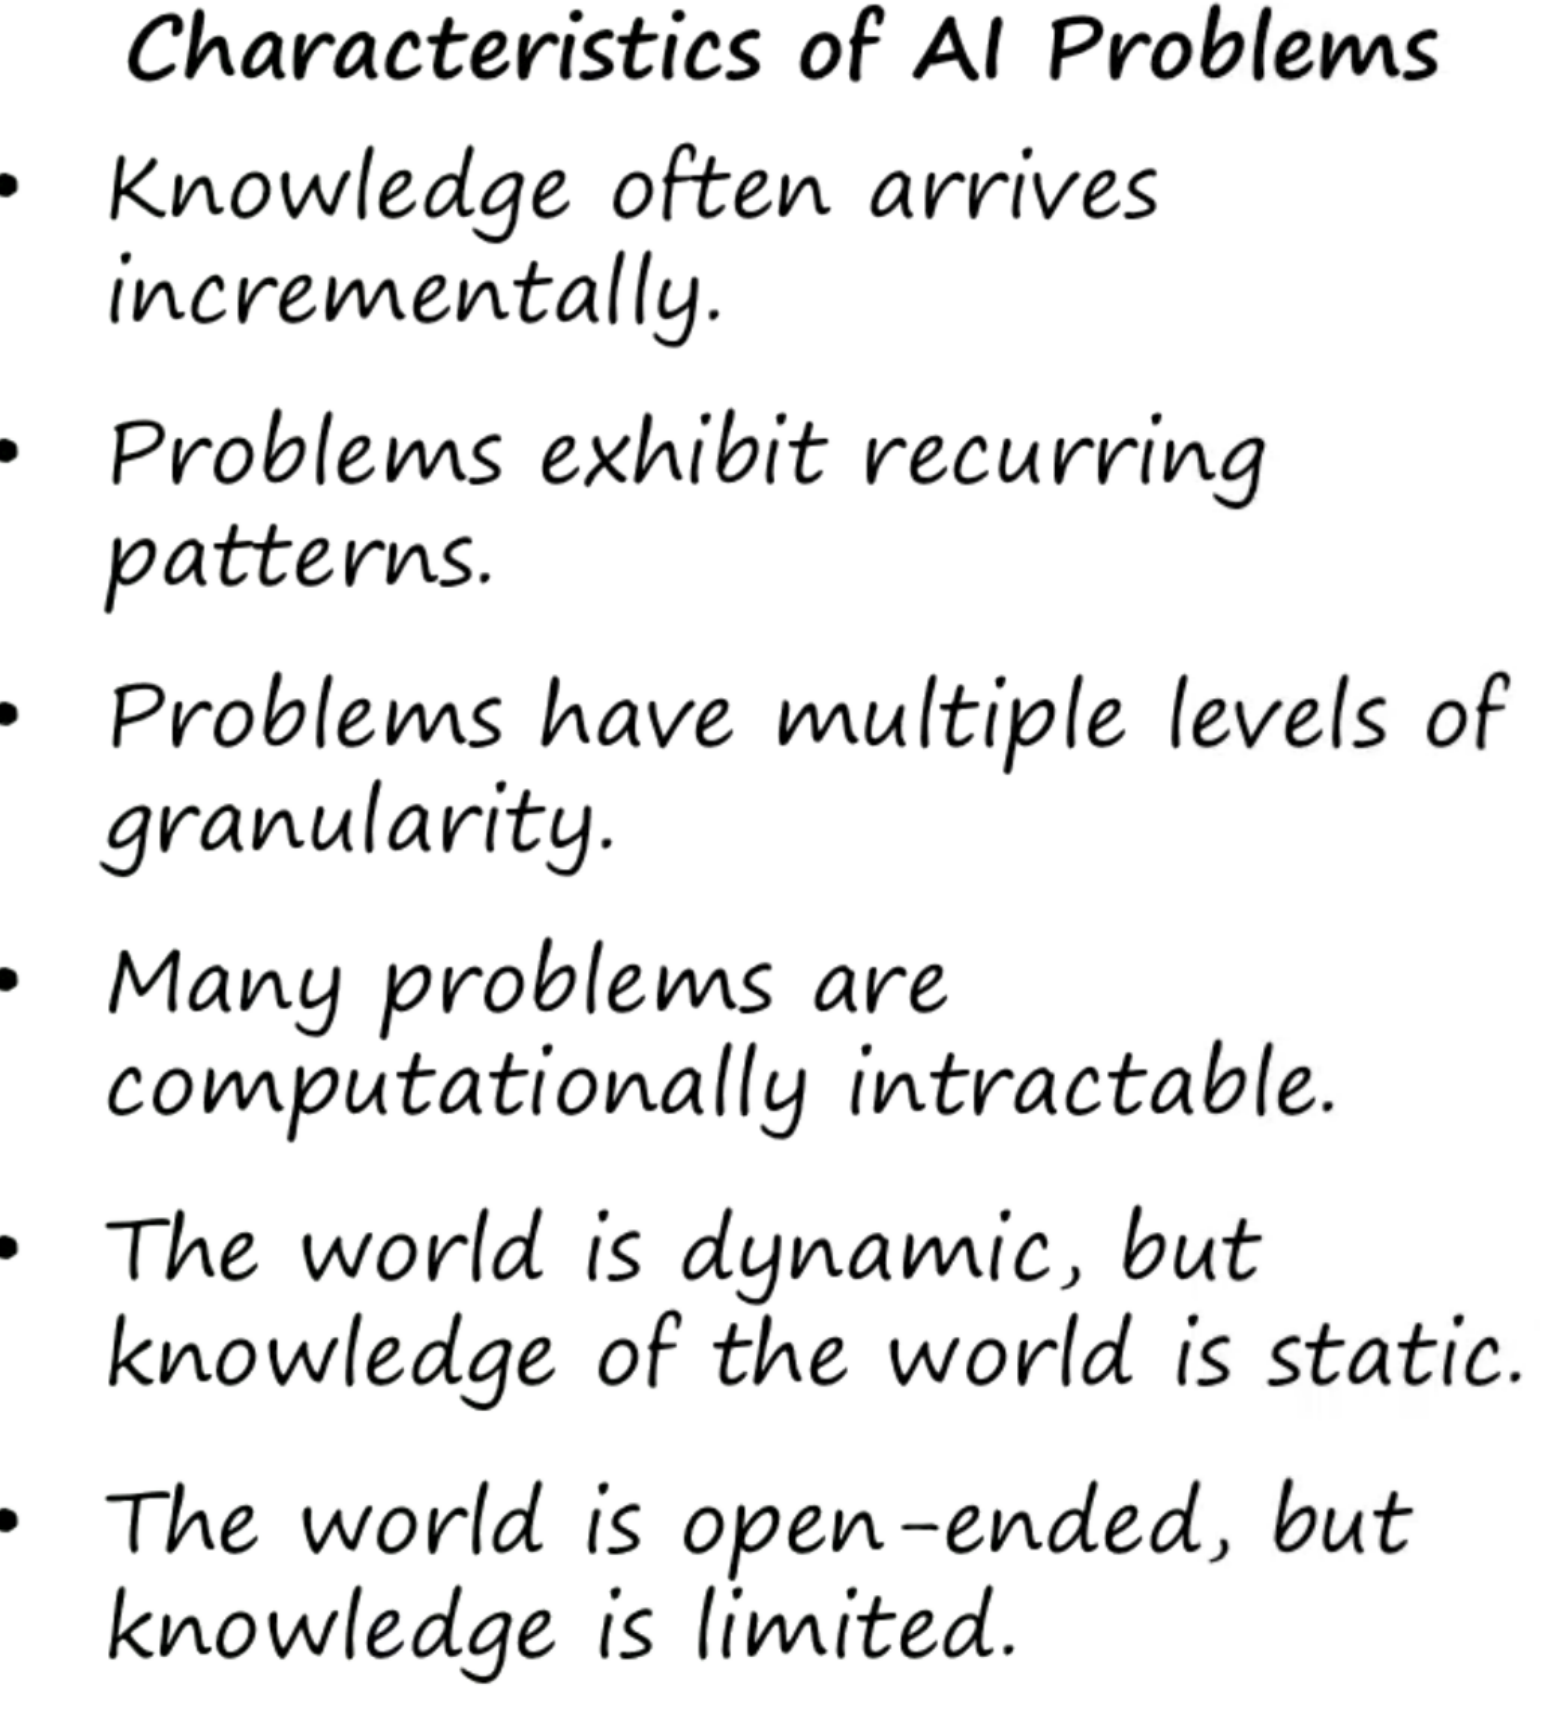 Characteristics of AI Problems
• Knowledge often arrives
incrementally.
• Problems exhibit recurring
patterns.
• Problems have multiple levels of
granularity.
• Many problems are
computationally intractable.
• The world is dynamic, but
knowledge of the world is static.
• The world is open-ended, but
knowledge is limited.